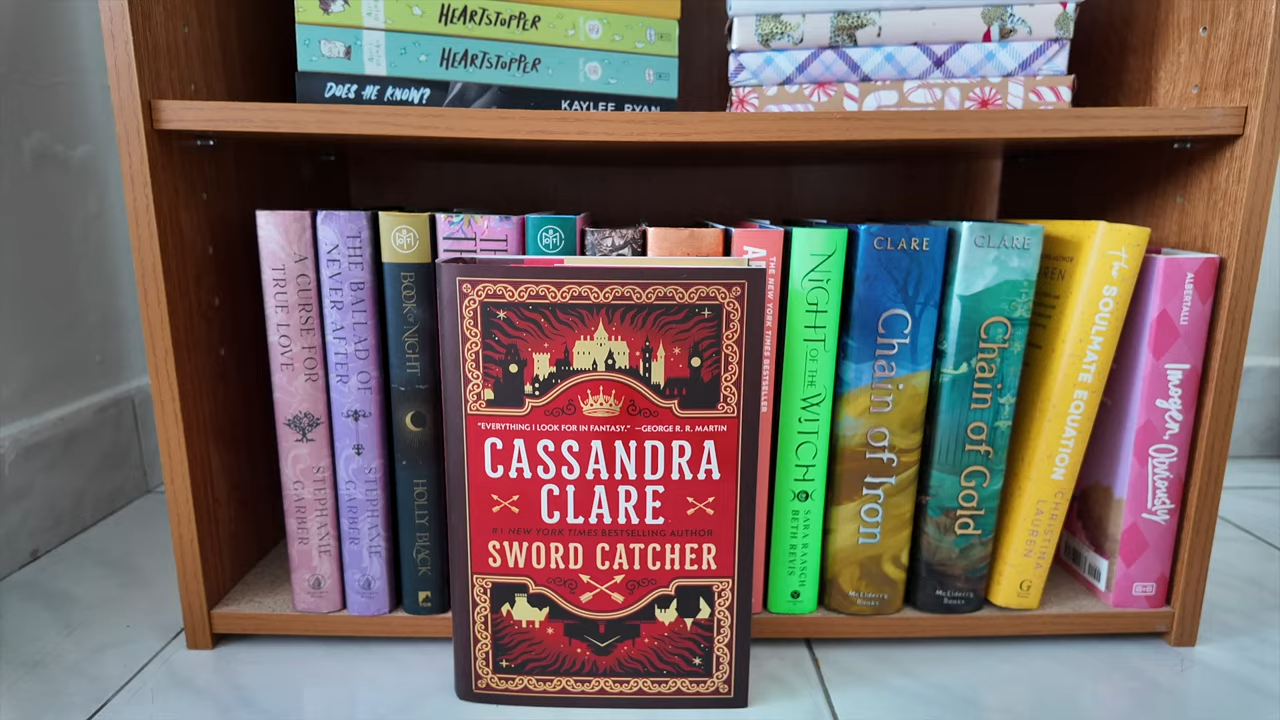 HEARTSTOPPER
HEARTSTOPPER
DOES HE KNOW? KAYLEE RYAN
A CURSE FOR
TRUE LOVE
STEPHANIE
GARBER
THE BALLAD OF
NEVER AFTER
STEPHANIE
GARBER
BOOK OF NIGHT
HOLLY BLACK
"EVERYTHING I LOOK FOR IN FANTASY." —GEORGE R. R. MARTIN
CASSANDRA
CLARE
#1 NEW YORK TIMES BESTSELLING AUTHOR
SWORD CATCHER
THE NEW YORK TIMES BESTSELLER
NIGHT OF THE WITCH
SARA RAASCH
BETH REVIS
CLARE
Chain of Iron
McElderry
Books
CLARE
Chain of Gold
McElderry
Books
The SOULMATE EQUATION
CHRISTINA
LAUREN
G
ALBERTALLI
Imogen, Obviously
B+B